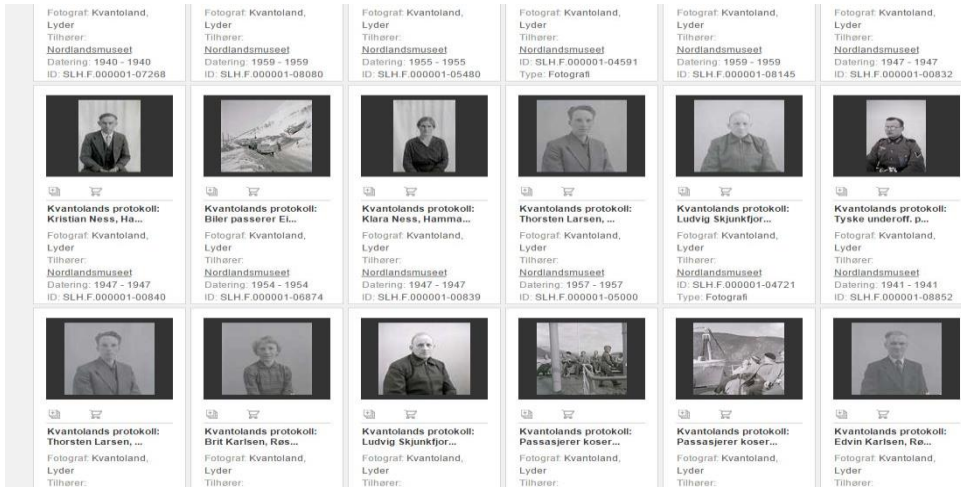 Fotograf: Kvantoland,
Lyder
Tilhører:
Nordlandsmuseet
Datering: 1940 - 1940
ID: SLH.F.000001-07268
Fotograf: Kvantoland,
Lyder
Tilhører:
Nordlandsmuseet
Datering: 1959 - 1959
ID: SLH.F.000001-08080
Fotograf: Kvantoland,
Lyder
Tilhører:
Nordlandsmuseet
Datering: 1955 - 1955
ID: SLH.F.000001-05480
Fotograf: Kvantoland,
Lyder
Tilhører:
Nordlandsmuseet
ID: SLH.F.000001-04591
Type: Fotografi
Fotograf: Kvantoland,
Lyder
Tilhører:
Nordlandsmuseet
Datering: 1959 - 1959
ID: SLH.F.000001-08145
Fotograf: Kvantoland,
Lyder
Tilhører:
Nordlandsmuseet
Datering: 1947 - 1947
ID: SLH.F.000001-00832
Kvantolands protokoll:
Kristian Ness, Ha...
Fotograf: Kvantoland,
Lyder
Tilhører:
Nordlandsmuseet
Datering: 1947 - 1947
ID: SLH.F.000001-00840
Kvantolands protokoll:
Biler passerer Ei...
Fotograf: Kvantoland,
Lyder
Tilhører:
Nordlandsmuseet
Datering: 1954 - 1954
ID: SLH.F.000001-06874
Kvantolands protokoll:
Klara Ness, Hamma...
Fotograf: Kvantoland,
Lyder
Tilhører:
Nordlandsmuseet
Datering: 1947 - 1947
ID: SLH.F.000001-00839
Kvantolands protokoll:
Thorsten Larsen, ...
Fotograf: Kvantoland,
Lyder
Tilhører:
Nordlandsmuseet
Datering: 1957 - 1957
ID: SLH.F.000001-05000
Kvantolands protokoll:
Ludvig Skjunkfjor...
Fotograf: Kvantoland,
Lyder
Tilhører:
Nordlandsmuseet
ID: SLH.F.000001-04721
Type: Fotografi
Kvantolands protokoll:
Tyske underoff. p...
Fotograf: Kvantoland,
Lyder
Tilhører:
Nordlandsmuseet
Datering: 1941 - 1941
ID: SLH.F.000001-08852
Kvantolands protokoll:
Thorsten Larsen, ...
Fotograf: Kvantoland,
Lyder
Tilhører:
Kvantolands protokoll:
Brit Karlsen, Røs...
Fotograf: Kvantoland,
Lyder
Tilhører:
Kvantolands protokoll:
Ludvig Skjunkfjor...
Fotograf: Kvantoland,
Lyder
Tilhører:
Kvantolands protokoll:
Passasjerer koser...
Fotograf: Kvantoland,
Lyder
Tilhører:
Kvantolands protokoll:
Passasjerer koser...
Fotograf: Kvantoland,
Lyder
Tilhører:
Kvantolands protokoll:
Edvin Karlsen, Rø...
Fotograf: Kvantoland,
Lyder
Tilhører: